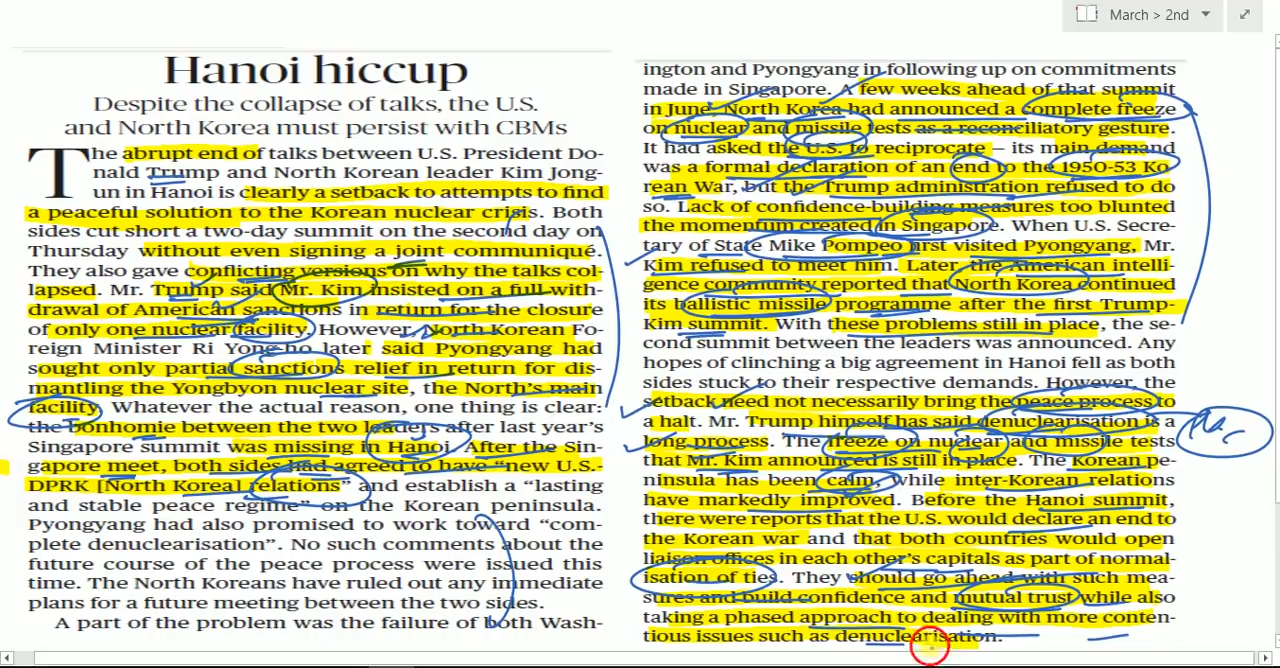 March > 2nd
Hanoi hiccup
Despite the collapse of talks, the U.S.
and North Korea must persist with CBMs
The abrupt end of talks between U.S. President Do-
nald Trump and North Korean leader Kim Jong-
un in Hanoi is clearly a setback to attempts to find
a peaceful solution to the Korean nuclear crisis. Both
sides cut short a two-day summit on the second day on
Thursday without even signing a joint communiqué.
They also gave conflicting versions on why the talks col-
lapsed. Mr. Trump said Mr. Kim insisted on a full with-
drawal of American sanctions in return for the closure
of only one nuclear facility. However, North Korean Fo-
reign Minister Ri Yong-ho later said Pyongyang had
sought only partial sanctions relief in return for dis-
mantling the Yongbyon nuclear site, the North's main
facility. Whatever the actual reason, one thing is clear:
the bonhomie between the two leaders after last year's
Singapore summit was missing in Hanoi. After the Sin-
gapore meet, both sides had agreed to have "new U.S.-
DPRK [North Korea] relations" and establish a "lasting
and stable peace regime" on the Korean peninsula.
Pyongyang had also promised to work toward "com-
plete denuclearisation". No such comments about the
future course of the peace process were issued this
time. The North Koreans have ruled out any immediate
plans for a future meeting between the two sides.
A part of the problem was the failure of both Wash-
ington and Pyongyang in following up on commitments
made in Singapore. A few weeks ahead of that summit
in June, North Korea had announced a complete freeze
on nuclear and missile tests as a reconciliatory gesture.
It had asked the U.S. to reciprocate – its main demand
was a formal declaration of an end to the 1950-53 Ko
rean War, but the Trump administration refused to do
so. Lack of confidence-building measures too blunted
the momentum created in Singapore. When U.S. Secre-
tary of State Mike Pompeo first visited Pyongyang, Mr.
Kim refused to meet him. Later, the American intelli-
gence community reported that North Korea continued
its ballistic missile programme after the first Trump-
Kim summit. With these problems still in place, the se-
cond summit between the leaders was announced. Any
hopes of clinching a big agreement in Hanoi fell as both
sides stuck to their respective demands. However, the
setback need not necessarily bring the peace process to
a halt. Mr. Trump himself has said denuclearisation is a
long process. The freeze on nuclear and missile tests
that Mr. Kim announced is still in place. The Korean pe-
ninsula has been calm, while inter-Korean relations
have markedly improved. Before the Hanoi summit,
there were reports that the U.S. would declare an end to
the Korean war and that both countries would open
liaison offices in each other's capitals as part of normal-
isation of ties. They should go ahead with such mea-
sures and build confidence and mutual trust while also
taking a phased approach to dealing with more conten-
tious issues such as denuclearisation.